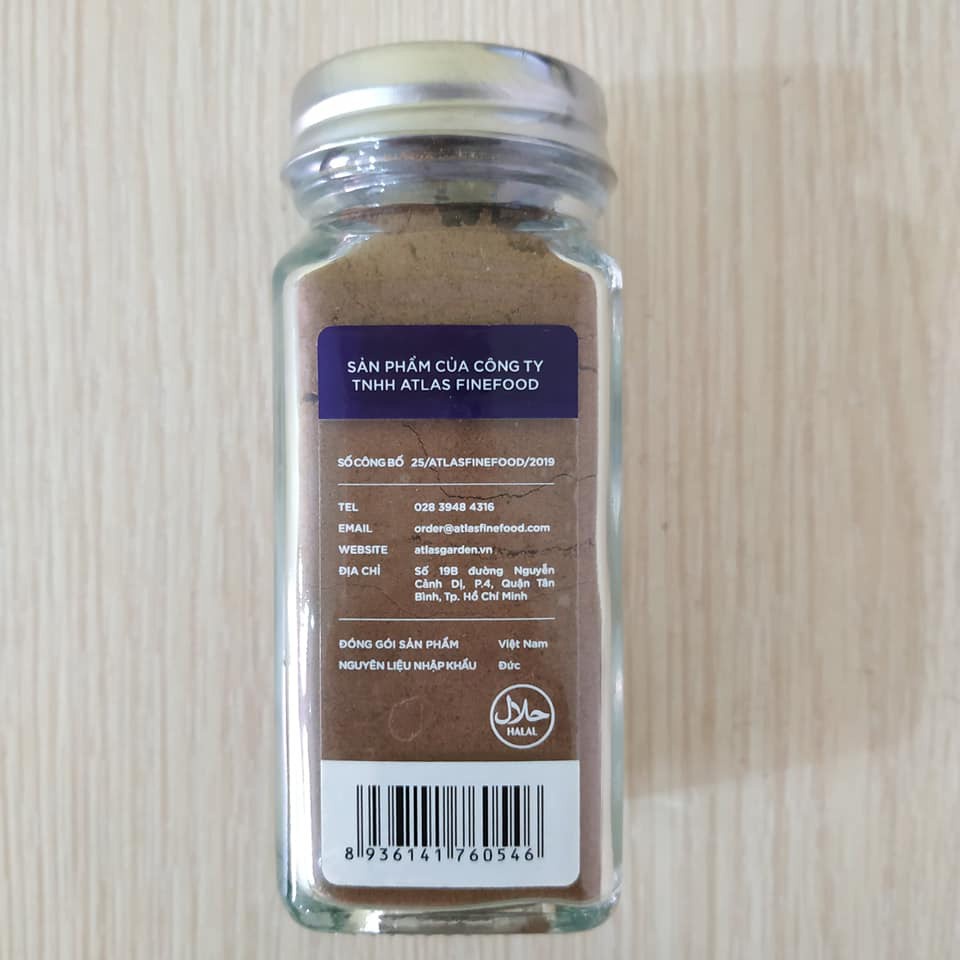 SẢN PHẨM CỦA CÔNG TY
TNHH ATLAS FINEFOOD
SỐ CÔNG BỐ 25/ATLASFINEFOOD/2019
TEL 028 3948 4316
EMAIL order@atlasfinefood.com
WEBSITE atlasgarden.vn
ĐỊA CHỈ Số 19B đường Nguyễn
Cảnh Dị, P.4, Quận Tân
Bình, Tp. Hồ Chí Minh
ĐÓNG GÓI SẢN PHẨM Việt Nam
NGUYÊN LIỆU NHẬP KHẨU Đức
حلال
HALAL
8 936141 760546